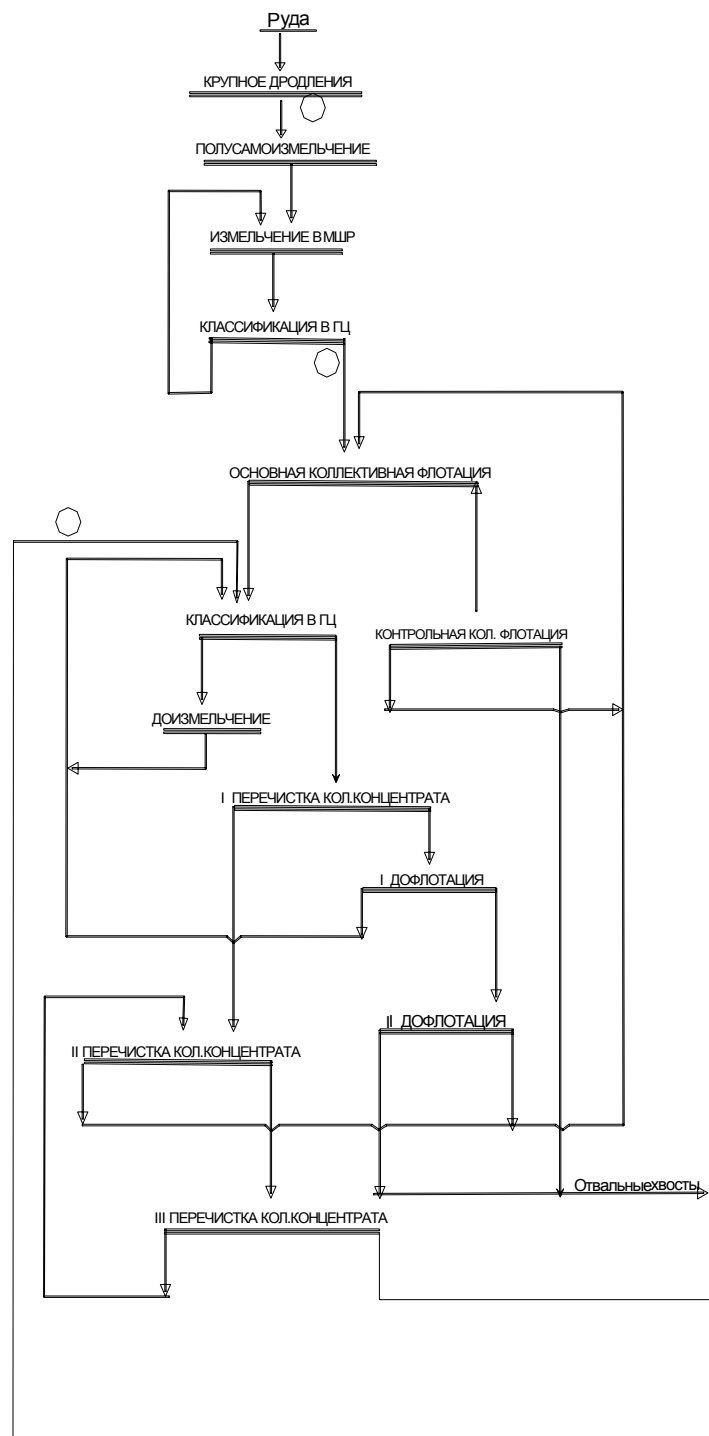 Руда
КРУПНОЕ ДРОДЛЕНИЯ
ПОЛУСАМОИЗМЕЛЬЧЕНИЕ
ИЗМЕЛЬЧЕНИЕ В МШР
КЛАССИФИКАЦИЯ В ГЦ
ОСНОВНАЯ КОЛЛЕКТИВНАЯ ФЛОТАЦИЯ
КЛАССИФИКАЦИЯ В ГЦ
КОНТРОЛЬНАЯ КОЛ. ФЛОТАЦИЯ
ДОИЗМЕЛЬЧЕНИЕ
I ПЕРЕЧИСТКА КОЛ.КОНЦЕНТРАТА
I ДОФЛОТАЦИЯ
II ДОФЛОТАЦИЯ
II ПЕРЕЧИСТКА КОЛ.КОНЦЕНТРАТА
Отвальныехвосты
III ПЕРЕЧИСТКА КОЛ.КОНЦЕНТРАТА